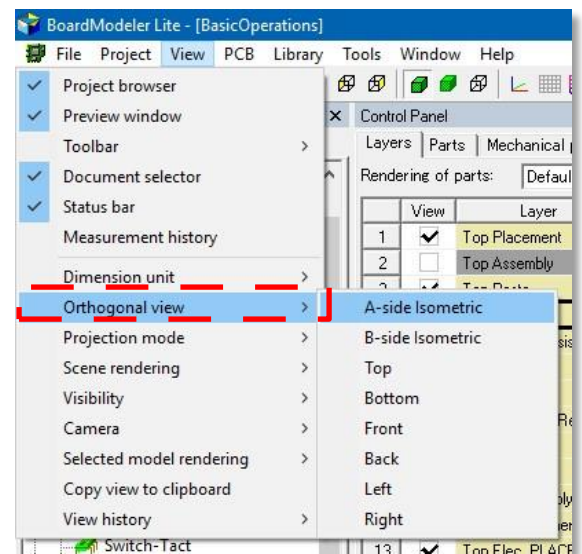 BoardModeler Lite - [BasicOperations]
File Project View PCB Library Tools Window Help
Project browser
Preview window
Toolbar
Document selector
Status bar
Measurement history
Dimension unit
Orthogonal view
Projection mode
Scene rendering
Visibility
Camera
Selected model rendering
Copy view to clipboard
View history
Switch-Tact
A-side Isometric
B-side Isometric
Top
Bottom
Front
Back
Left
Right
Control Panel
Layers Parts Mechanical
Rendering of parts: Defaul
View Layer
1 Top Placement
2 Top Assembly
13 Top Elec. PLACE